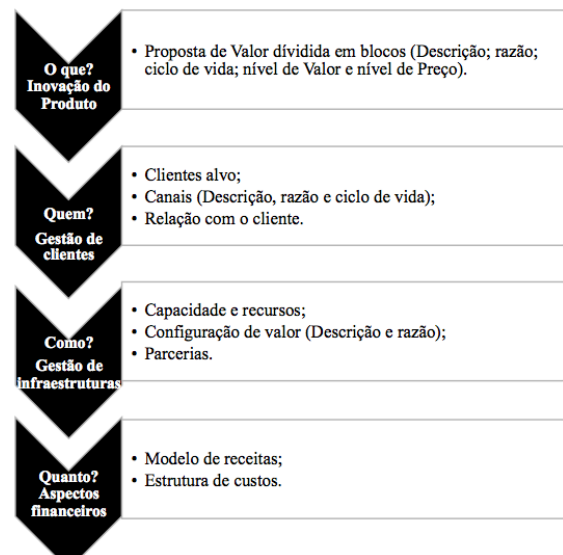 O que?
Inovação do
Produto
• Proposta de Valor dívidida em blocos (Descrição; razão;
ciclo de vida; nível de Valor e nível de Preço).
Quem?
Gestão de
clientes
• Clientes alvo;
• Canais (Descrição, razão e ciclo de vida);
• Relação com o cliente.
Como?
Gestão de
infraestruturas
• Capacidade e recursos;
• Configuração de valor (Descrição e razão);
• Parcerias.
Quanto?
Aspectos
financeiros
• Modelo de receitas;
• Estrutura de custos.